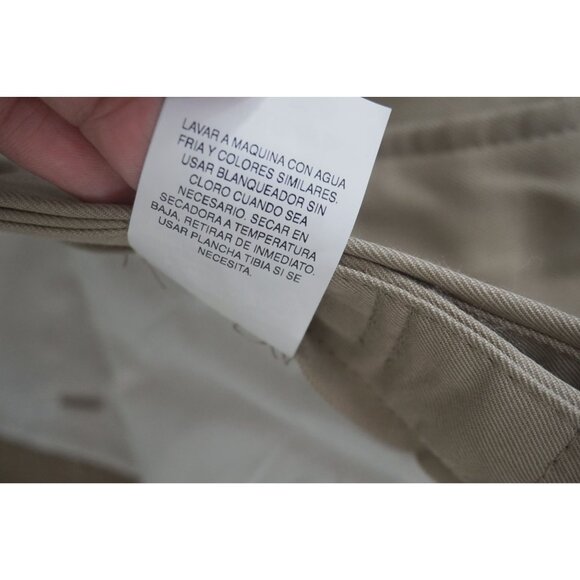 LAVAR A MAQUINA CON AGUA
FRIA Y COLORES SIMILARES.
USAR BLANQUEADOR SIN
CLORO CUANDO SEA
NECESARIO. SECAR EN
SECADORA A TEMPERATURA
BAJA, RETIRAR DE INMEDIATO.
USAR PLANCHA TIBIA SI SE
NECESITA.